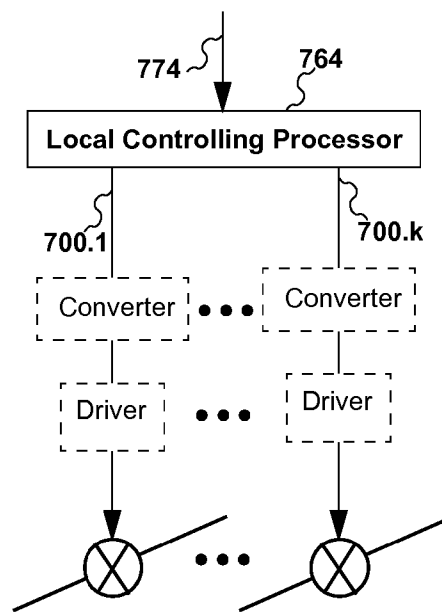 774
764
Local Controlling Processor
700.1
700.k
Converter
Converter
Driver
Driver